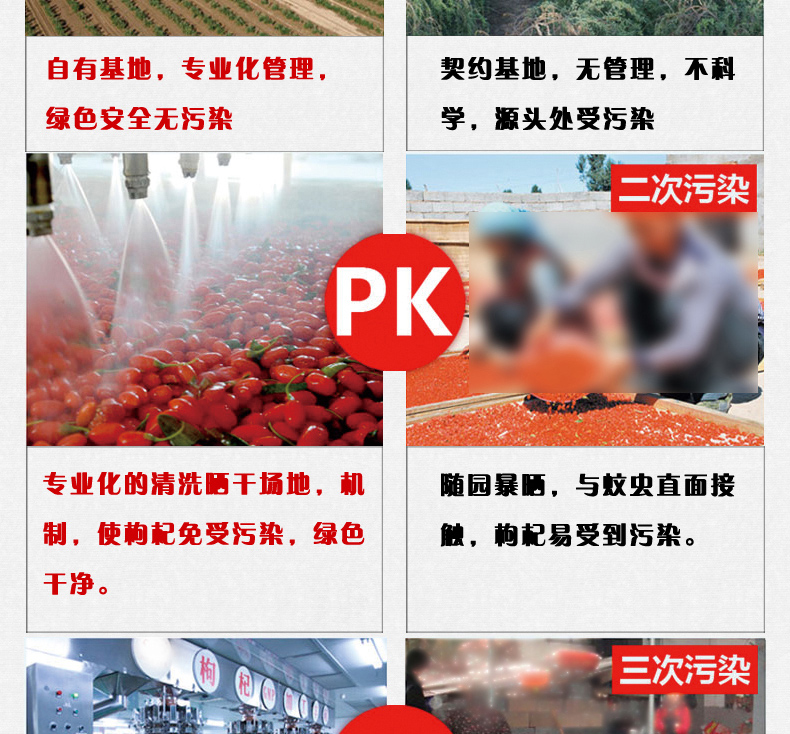 自有基地，专业化管理，
绿色安全无污染
契约基地，无管理，不科
学，源头处受污染
二次污染
PK
专业化的清洗晒干场地，机
制，使枸杞免受污染，绿色
干净。
随园暴晒，与蚊虫直面接
触，枸杞易受到污染。
三次污染
枸
杞